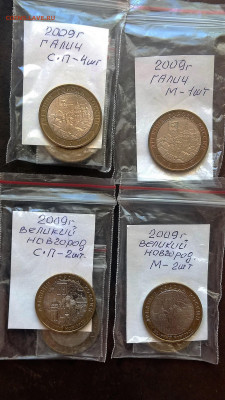 2009г
ГАЛИЧ
С.П-4шт
2009г
ГАЛИЧ
М-1шт
2009г
ВЕЛИКИЙ
НОВГОРОД
С.П-2шт.
2009г
ВЕЛИКИЙ
НОВГОРОД.
М-2шт